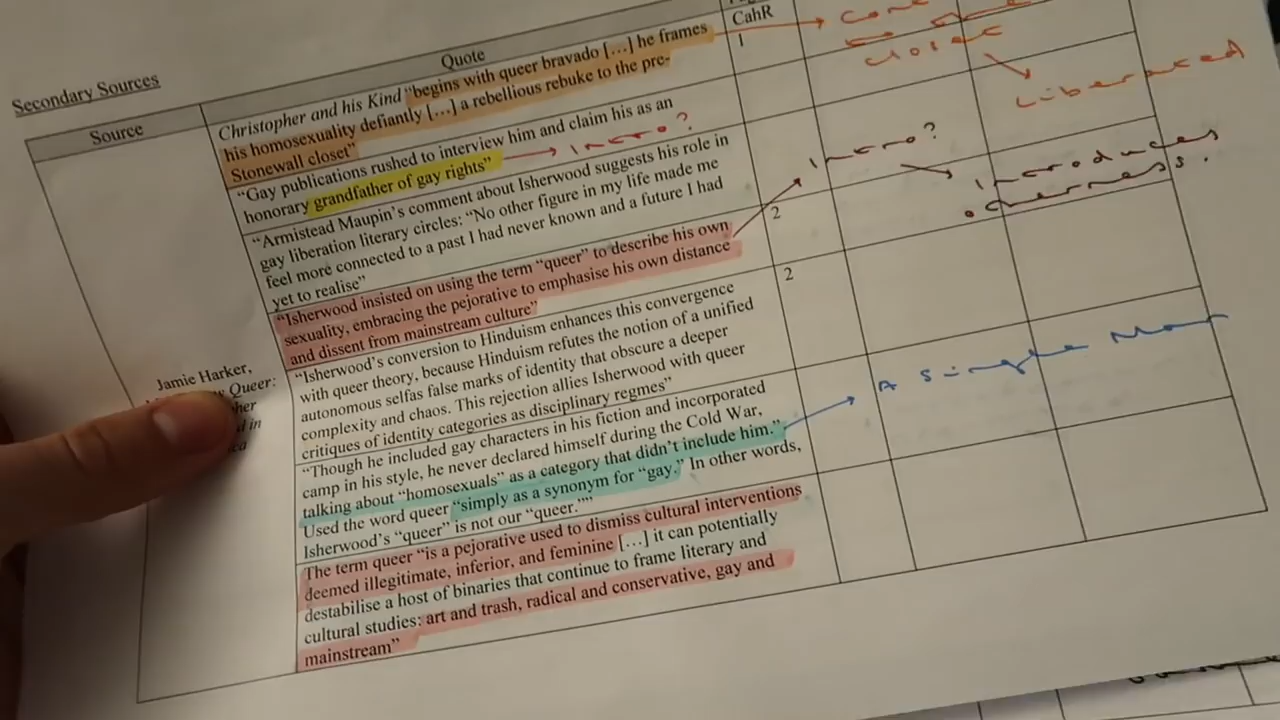 Secondary Sources
Source
Quote
CahR
Christopher and his Kind “begins with queer bravado [...] he frames
his homosexuality defiantly [...] a rebellious rebuke to the pre-
Stonewall closet”
1
closet
Liberated
“Gay publications rushed to interview him and claim his as an
honorary grandfather of gay rights”
Intro?
“Armistead Maupin’s comment about Isherwood suggests his role in
gay liberation literary circles: “No other figure in my life made me
feel more connected to a past I had never known and a future I had
yet to realise”
2
“Isherwood insisted on using the term “queer” to describe his own
sexuality, embracing the pejorative to emphasise his own distance
and dissent from mainstream culture”
2
Intro?
Introduces
otherness.
“Isherwood’s conversion to Hinduism enhances this convergence
with queer theory, because Hinduism refutes the notion of a unified
autonomous selfas false marks of identity that obscure a deeper
complexity and chaos. This rejection allies Isherwood with queer
critiques of identity categories as disciplinary regmes”
Jamie Harker,
Queer:
“Though he included gay characters in his fiction and incorporated
camp in his style, he never declared himself during the Cold War,
talking about “homosexuals” as a category that didn’t include him.”
Used the word queer “simply as a synonym for “gay.” In other words,
Isherwood’s “queer” is not our “queer.””
A Single Man
The term queer “is a pejorative used to dismiss cultural interventions
deemed illegitimate, inferior, and feminine [...] it can potentially
destabilise a host of binaries that continue to frame literary and
cultural studies: art and trash, radical and conservative, gay and
mainstream”